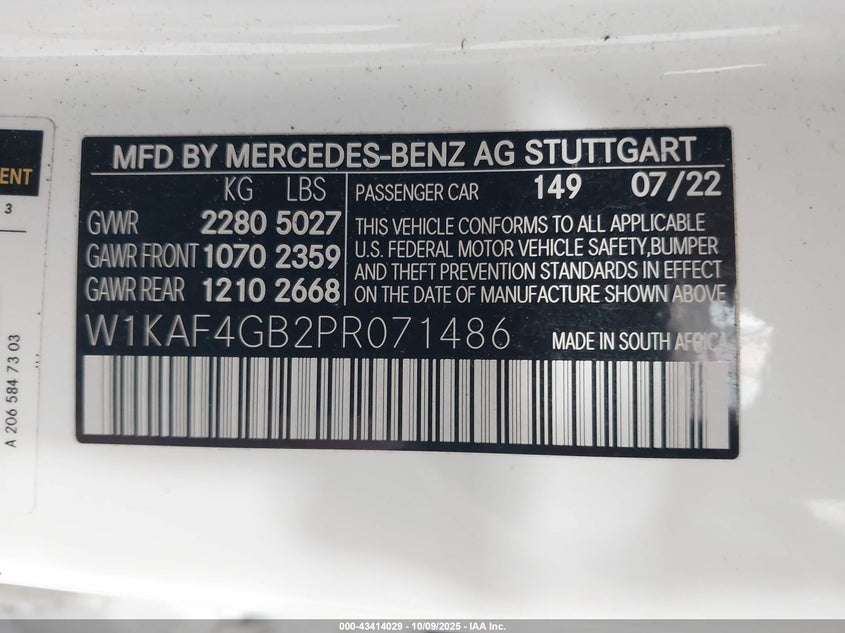 ENT
3
A 206 584 73 03
MFD BY MERCEDES-BENZ AG STUTTGART
KG LBS
GVWR 2280 5027
GAWR FRONT 1070 2359
GAWR REAR 1210 2668
PASSENGER CAR 149 07/22
THIS VEHICLE CONFORMS TO ALL APPLICABLE
U.S. FEDERAL MOTOR VEHICLE SAFETY,BUMPER
AND THEFT PREVENTION STANDARDS IN EFFECT
ON THE DATE OF MANUFACTURE SHOWN ABOVE
W1KAF4GB2PR071486
MADE IN SOUTH AFRICA
000-43414029 - 10/09/2025 - IAA Inc.